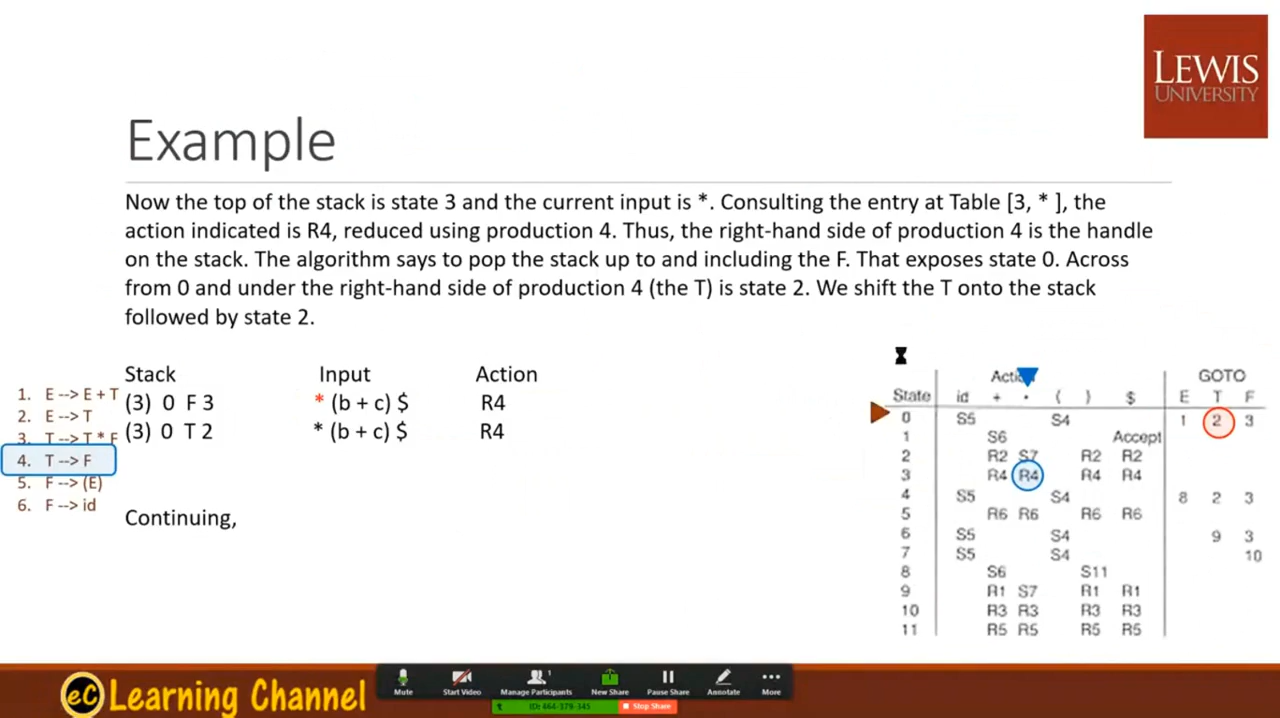 LEWIS
UNIVERSITY
Example
Now the top of the stack is state 3 and the current input is *. Consulting the entry at Table [3, * ], the
action indicated is R4, reduced using production 4. Thus, the right-hand side of production 4 is the handle
on the stack. The algorithm says to pop the stack up to and including the F. That exposes state 0. Across
from 0 and under the right-hand side of production 4 (the T) is state 2. We shift the T onto the stack
followed by state 2.
Stack Input Action
(3) 0 F 3 * (b + c) $ R4
(3) 0 T 2 * (b + c) $ R4
Continuing,
1. E --> E + T
2. E --> T
3. T --> T * F
4. T --> F
5. F --> (E)
6. F --> id
GOTO
State id + * ( ) $ E T F
0 S5 S4 1 2 3
1 S6 Accept
2 R2 S7 R2 R2
3 R4 R4 R4 R4
4 S5 S4 8 2 3
5 R6 R6 R6 R6
6 S5 S4 9 3
7 S5 S4 10
8 S6 S11
9 R1 S7 R1 R1
10 R3 R3 R3 R3
11 R5 R5 R5 R5
eC Learning Channel
Mute Start Video Manage Participants 1 New Share Pause Share Annotate More
ID: 464-379-345 Stop Share